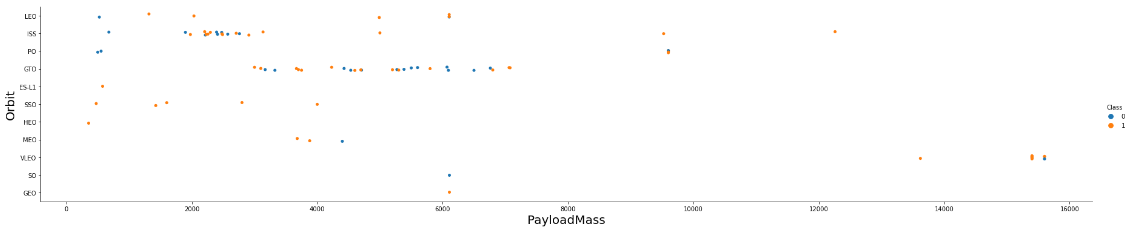 LEO
ISS
PO
GTO
ES-L1
SSO
HEO
MEO
VLEO
SO
GEO
Orbit
0
2000
4000
6000
8000
10000
12000
14000
16000
PayloadMass
Class
0
1